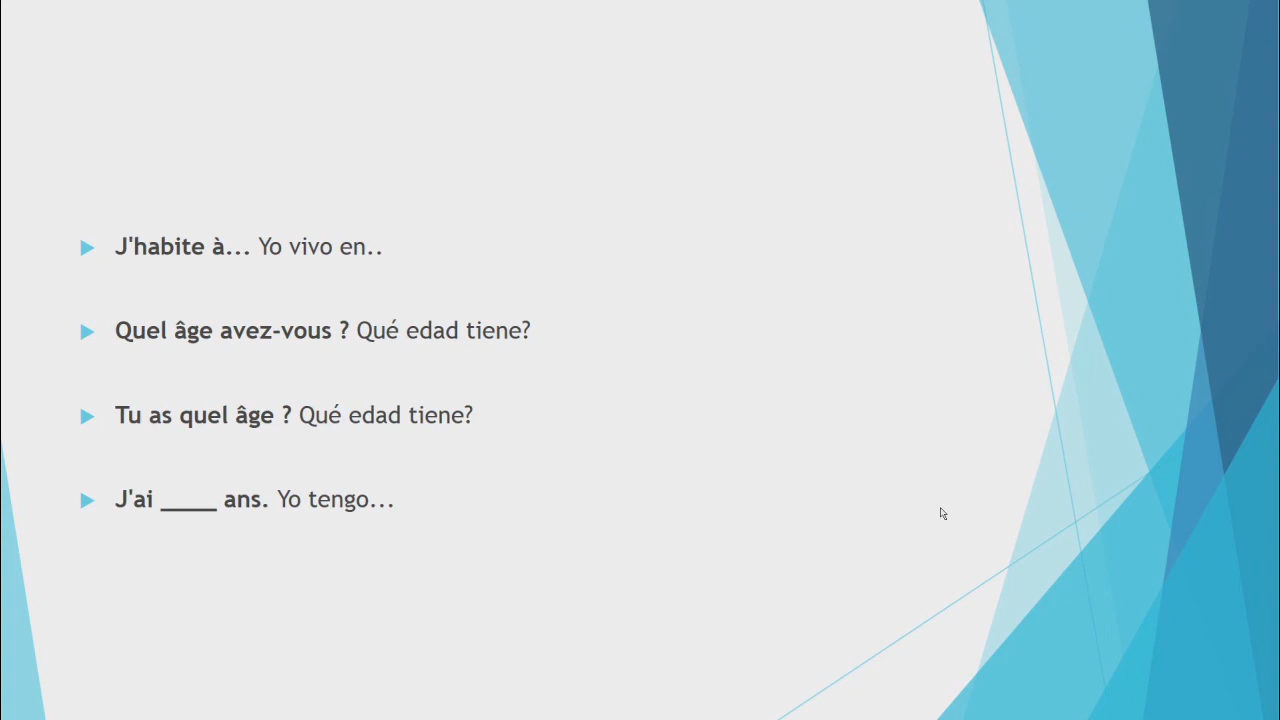 J'habite à... Yo vivo en..
Quel âge avez-vous ? Qué edad tiene?
Tu as quel âge ? Qué edad tiene?
J'ai ____ ans. Yo tengo...